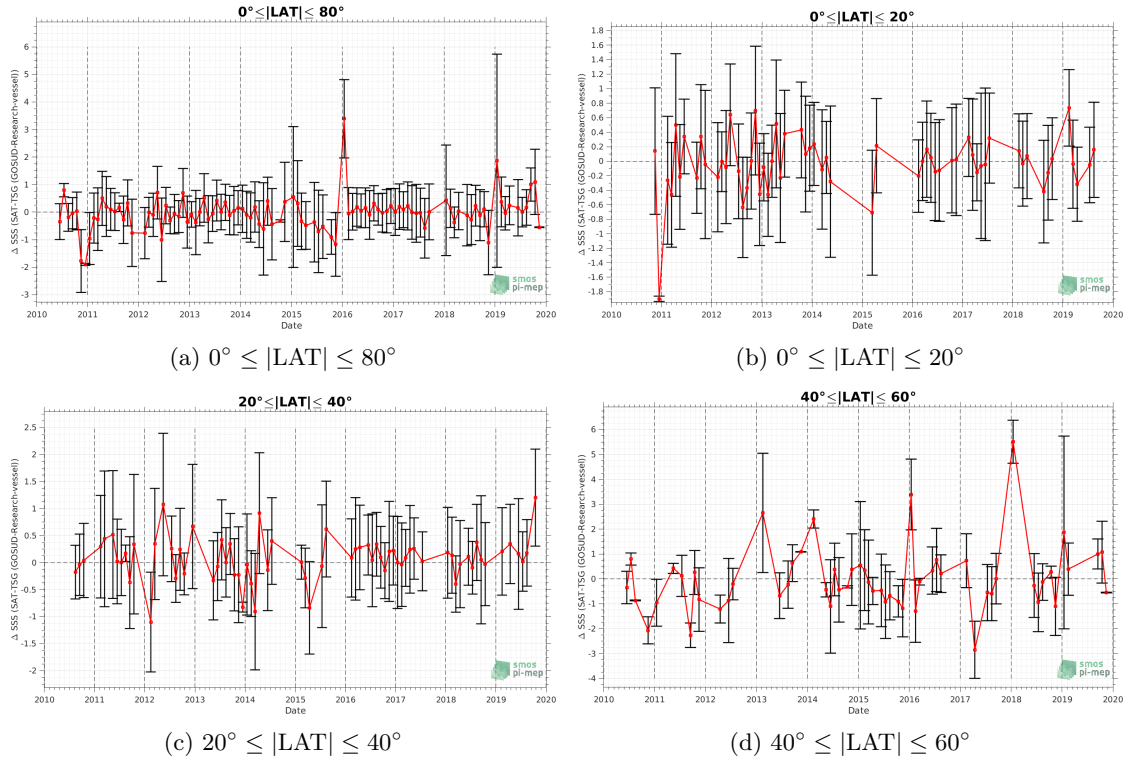 0°≤|LAT|≤ 80°
Δ SSS (SAT-TSG (GOSUD-Research-vessel))
6
5
4
3
2
1
0
-1
-2
-3
2010 2011 2012 2013 2014 2015 2016 2017 2018 2019 2020
Date
smos
pi-mep
(a) 0° ≤ |LAT| ≤ 80°
0°≤|LAT|≤ 20°
Δ SSS (SAT-TSG (GOSUD-Research-vessel))
1.8
1.6
1.4
1.2
1
0.8
0.6
0.4
0.2
0
-0.2
-0.4
-0.6
-0.8
-1
-1.2
-1.4
-1.6
-1.8
2010 2011 2012 2013 2014 2015 2016 2017 2018 2019 2020
Date
smos
pi-mep
(b) 0° ≤ |LAT| ≤ 20°
20°≤|LAT|≤ 40°
Δ SSS (SAT-TSG (GOSUD-Research-vessel))
2.5
2
1.5
1
0.5
0
-0.5
-1
-1.5
-2
2010 2011 2012 2013 2014 2015 2016 2017 2018 2019 2020
Date
smos
pi-mep
(c) 20° ≤ |LAT| ≤ 40°
40°≤|LAT|≤ 60°
Δ SSS (SAT-TSG (GOSUD-Research-vessel))
6
5
4
3
2
1
0
-1
-2
-3
-4
2010 2011 2012 2013 2014 2015 2016 2017 2018 2019 2020
Date
smos
pi-mep
(d) 40° ≤ |LAT| ≤ 60°